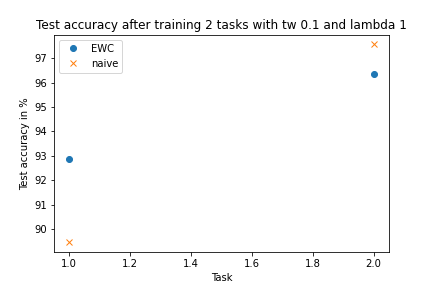 Test accuracy after training 2 tasks with tw 0.1 and lambda 1
EWC
naive
97
96
95
94
93
92
91
90
Test accuracy in %
1.0 1.2 1.4 1.6 1.8 2.0
Task